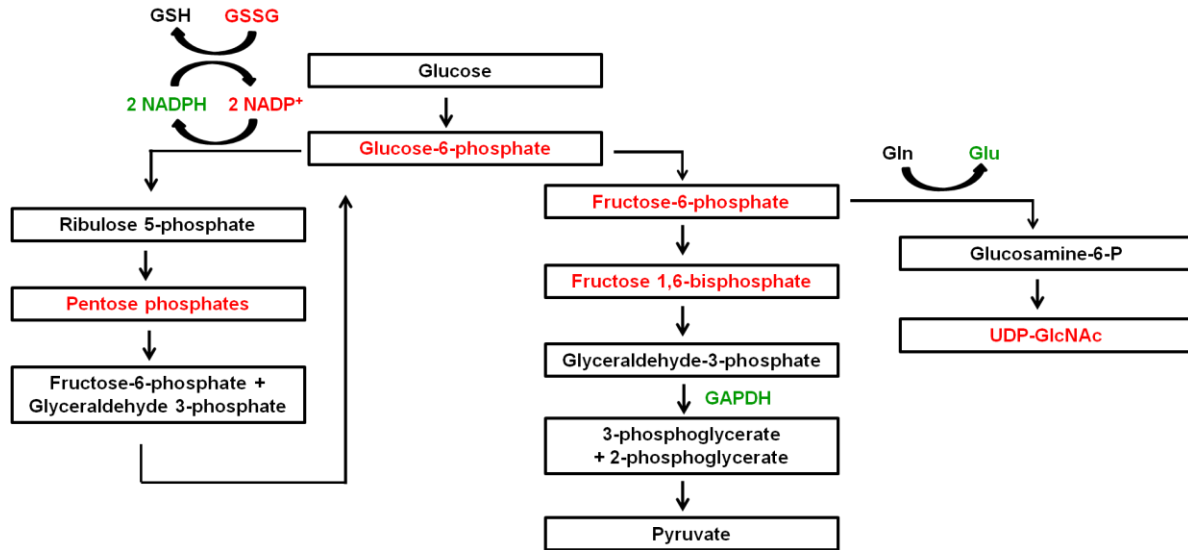 GSH GSSG
Glucose
2 NADPH 2 NADP+
Glucose-6-phosphate
Gln Glu
Ribulose 5-phosphate
Fructose-6-phosphate
Glucosamine-6-P
Pentose phosphates
Fructose 1,6-bisphosphate
UDP-GlcNAc
Fructose-6-phosphate +
Glyceraldehyde 3-phosphate
Glyceraldehyde-3-phosphate
GAPDH
3-phosphoglycerate
+ 2-phosphoglycerate
Pyruvate